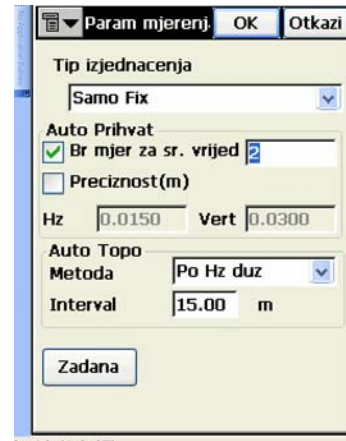 Param mjerenj. OK Otkazi
Tip izjednacenja
Samo Fix
Auto Prihvat
Br mjer za sr. vrijed 2
Preciznost(m)
Hz 0.0150 Vert 0.0300
Auto Topo
Metoda Po Hz duz
Interval 15.00 m
Zadana